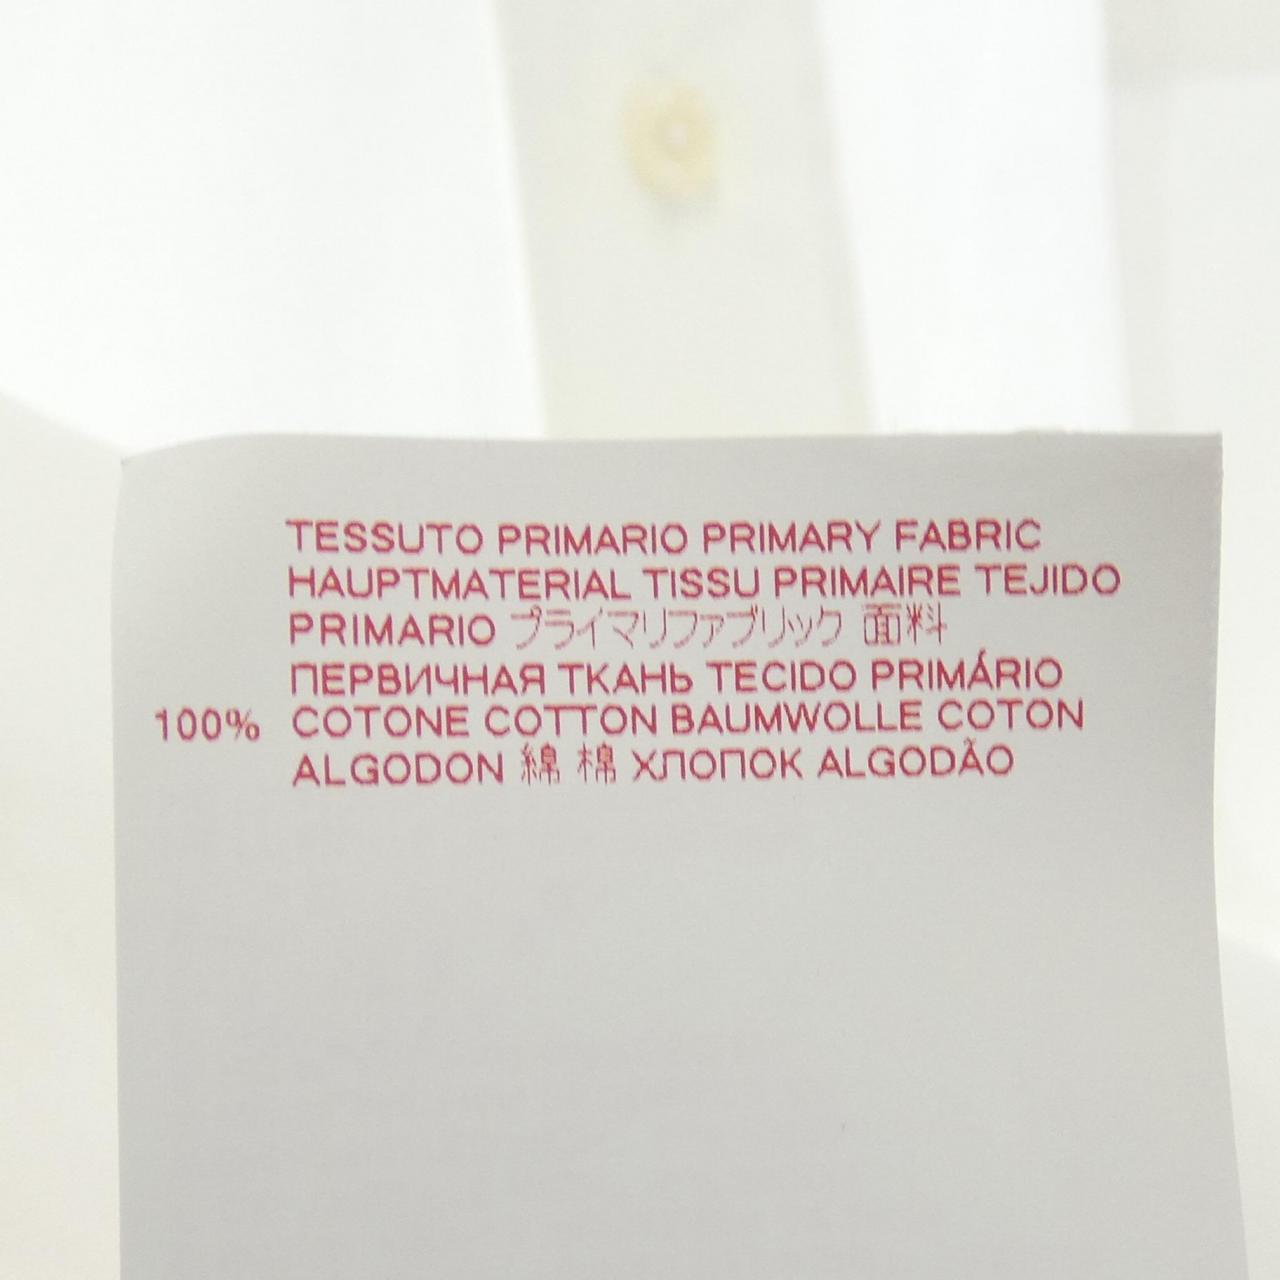 TESSUTO PRIMARIO PRIMARY FABRIC
HAUPTMATERIAL TISSU PRIMAIRE TEJIDO
PRIMARIO プライマリファブリック 面料
ПЕРВИЧНАЯ ТКАНЬ TECIDO PRIMÁRIO
100% COTONE COTTON BAUMWOLLE COTON
ALGODON 綿 棉 ХЛОПОК ALGODÃO